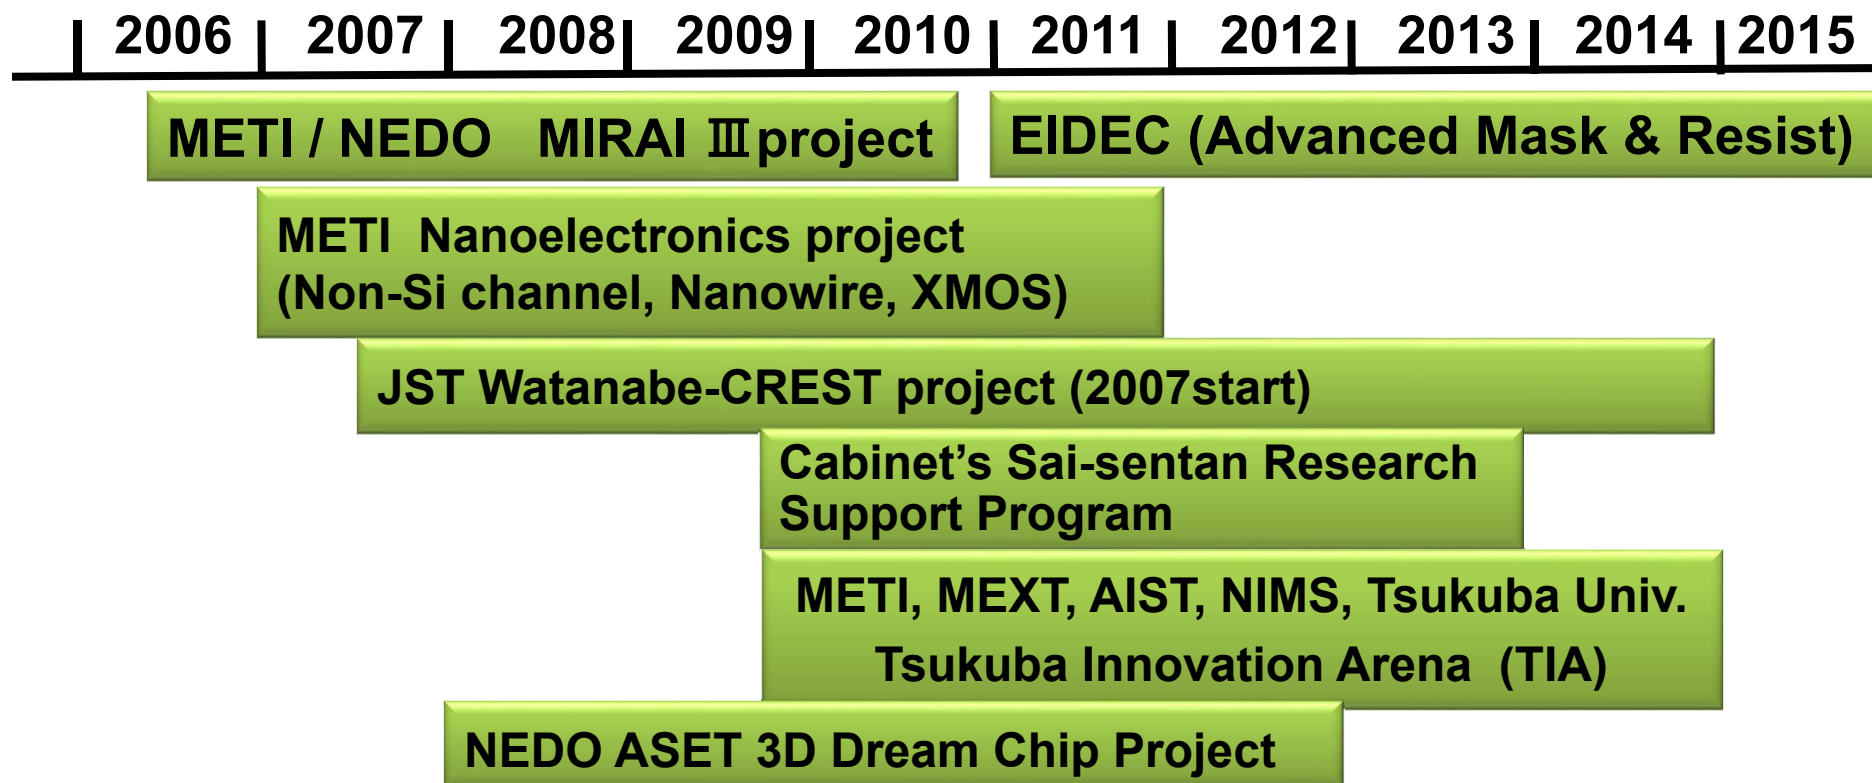 2006 2007 2008 2009 2010 2011 2012 2013 2014 2015
METI / NEDO MIRAI Ⅲproject
EIDEC (Advanced Mask & Resist)
METI Nanoelectronics project
(Non-Si channel, Nanowire, XMOS)
JST Watanabe-CREST project (2007start)
Cabinet’s Sai-sentan Research
Support Program
METI, MEXT, AIST, NIMS, Tsukuba Univ.
Tsukuba Innovation Arena (TIA)
NEDO ASET 3D Dream Chip Project